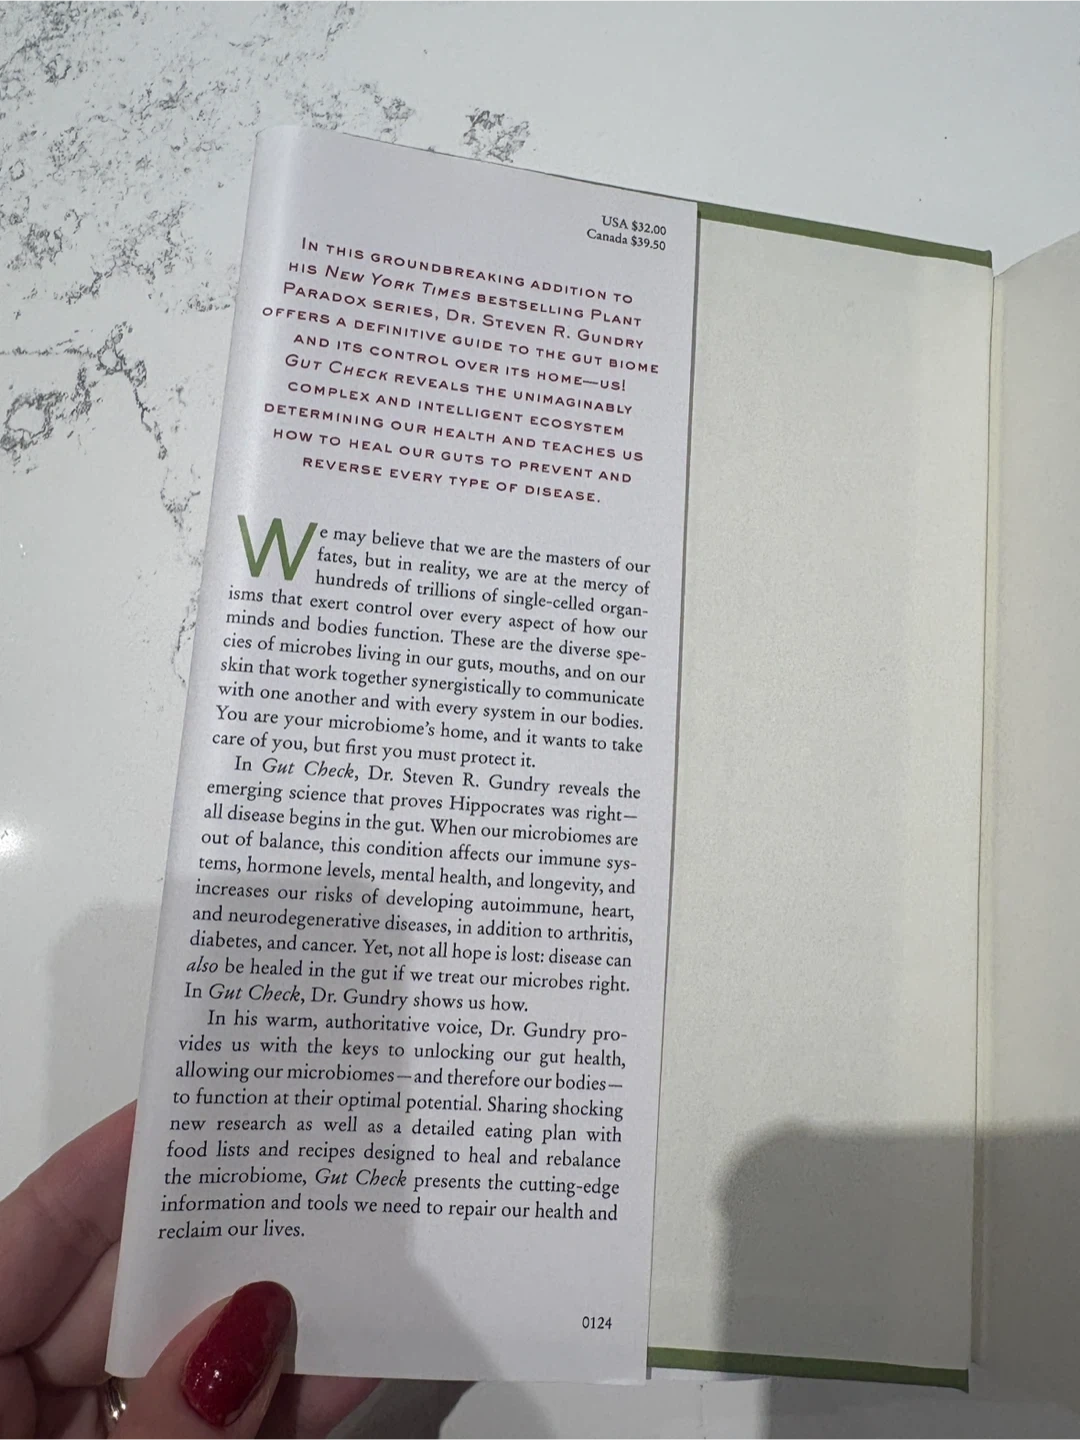 USA $32.00
Canada $39.50
IN THIS GROUNDBREAKING ADDITION TO
HIS NEW YORK TIMES BESTSELLING PLANT
PARADOX SERIES, DR. STEVEN R. GUNDRY
OFFERS A DEFINITIVE GUIDE TO THE GUT BIOME
AND ITS CONTROL OVER ITS HOME—US!
GUT CHECK REVEALS THE UNIMAGINABLY
COMPLEX AND INTELLIGENT ECOSYSTEM
DETERMINING OUR HEALTH AND TEACHES US
HOW TO HEAL OUR GUTS TO PREVENT AND
REVERSE EVERY TYPE OF DISEASE.
We may believe that we are the masters of our
fates, but in reality, we are at the mercy of
hundreds of trillions of single-celled organ-
isms that exert control over every aspect of how our
minds and bodies function. These are the diverse spe-
cies of microbes living in our guts, mouths, and on our
skin that work together synergistically to communicate
with one another and with every system in our bodies.
You are your microbiome's home, and it wants to take
care of you, but first you must protect it.
In Gut Check, Dr. Steven R. Gundry reveals the
emerging science that proves Hippocrates was right—
all disease begins in the gut. When our microbiomes are
out of balance, this condition affects our immune sys-
tems, hormone levels, mental health, and longevity, and
increases our risks of developing autoimmune, heart,
and neurodegenerative diseases, in addition to arthritis,
diabetes, and cancer. Yet, not all hope is lost: disease can
also be healed in the gut if we treat our microbes right.
In Gut Check, Dr. Gundry shows us how.
In his warm, authoritative voice, Dr. Gundry pro-
vides us with the keys to unlocking our gut health,
allowing our microbiomes—and therefore our bodies—
to function at their optimal potential. Sharing shocking
new research as well as a detailed eating plan with
food lists and recipes designed to heal and rebalance
the microbiome, Gut Check presents the cutting-edge
information and tools we need to repair our health and
reclaim our lives.
0124